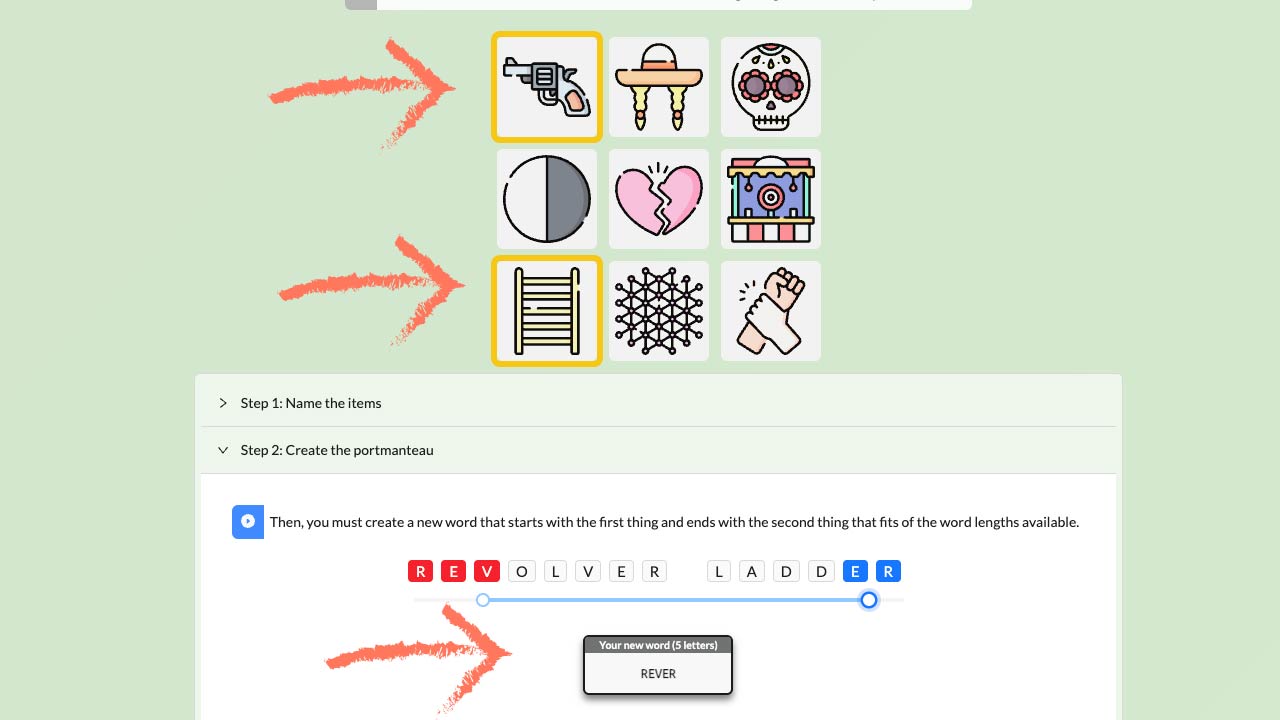 Step 1: Name the items
Step 2: Create the portmanteau
Then, you must create a new word that starts with the first thing and ends with the second thing that fits of the word lengths available.
R E V O L V E R L A D D E R
Your new word (5 letters)
REVER